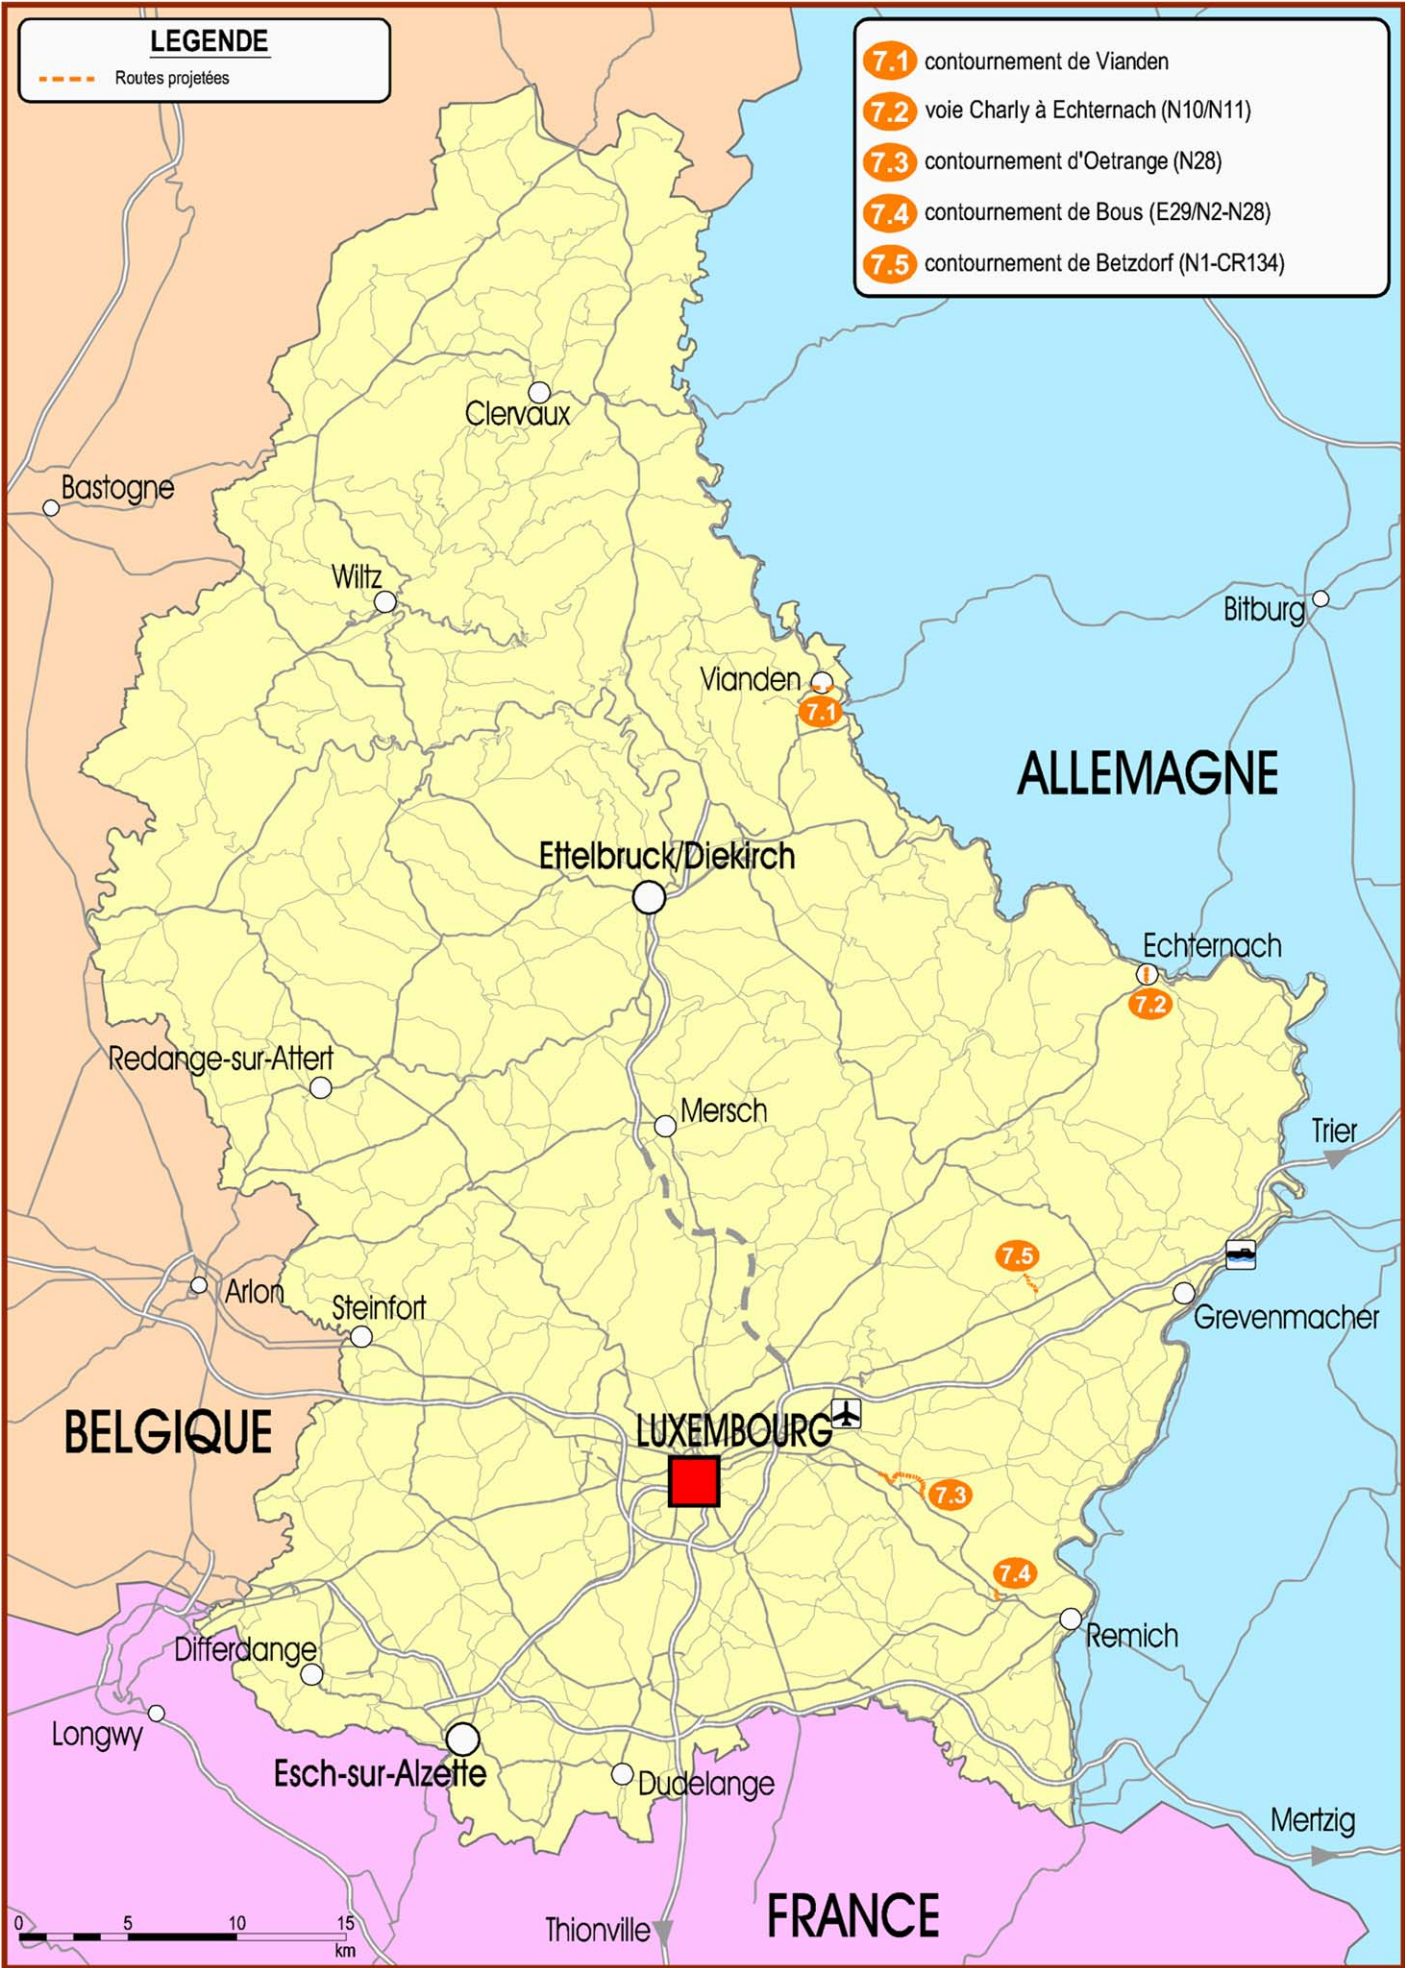 LEGENDE
Routes projetées
7.1 contournement de Vianden
7.2 voie Charly à Echternach (N10/N11)
7.3 contournement d'Oetrange (N28)
7.4 contournement de Bous (E29/N2-N28)
7.5 contournement de Betzdorf (N1-CR134)
Clervaux
Bastogne
Wiltz
Bitburg
Vianden
7.1
ALLEMAGNE
Ettelbruck/Diekirch
Echternach
7.2
Redange-sur-Attert
Mersch
Trier
7.5
Arlon
Steinfort
Grevenmacher
BELGIQUE
LUXEMBOURG
7.3
7.4
Remich
Differdange
Longwy
Esch-sur-Alzette
Dudelange
Mertzig
FRANCE
Thionville
0 5 10 15
km